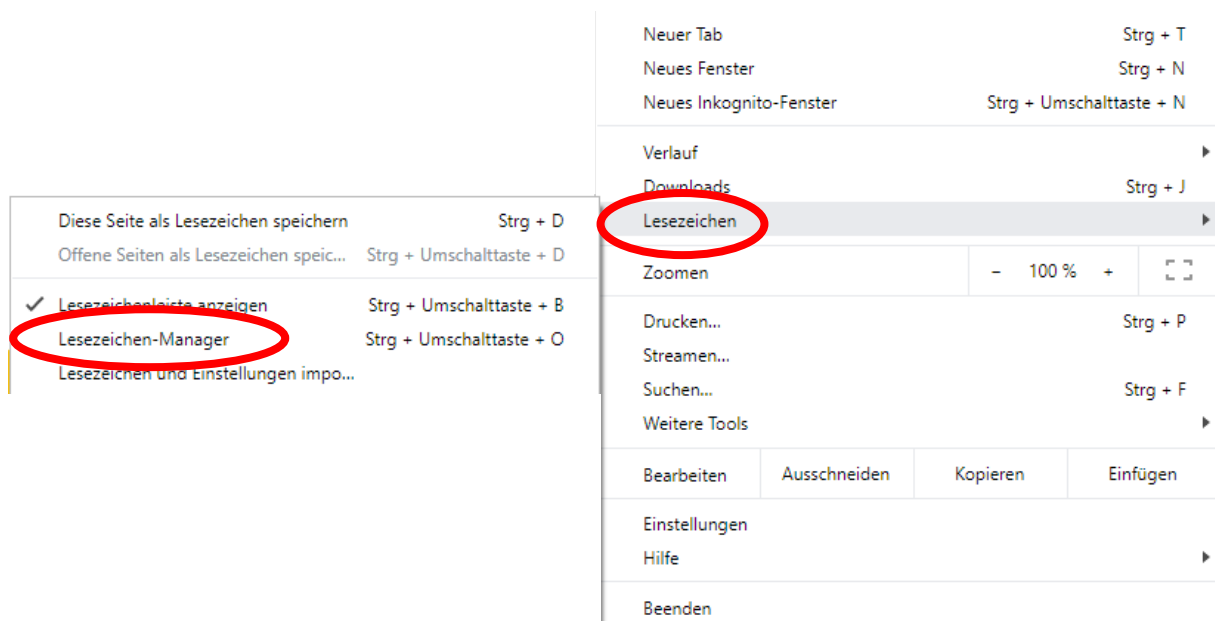 Neuer Tab Strg + T
Neues Fenster Strg + N
Neues Inkognito-Fenster Strg + Umschalttaste + N
Verlauf
Downloads Strg + J
Lesezeichen
Zoomen - 100 % +
Drucken... Strg + P
Streamen...
Suchen... Strg + F
Weitere Tools
Bearbeiten Ausschneiden Kopieren Einfügen
Einstellungen
Hilfe
Beenden
Diese Seite als Lesezeichen speichern Strg + D
Offene Seiten als Lesezeichen speic... Strg + Umschalttaste + D
Lesezeichenleiste anzeigen Strg + Umschalttaste + B
Lesezeichen-Manager Strg + Umschalttaste + O
Lesezeichen und Einstellungen impo...